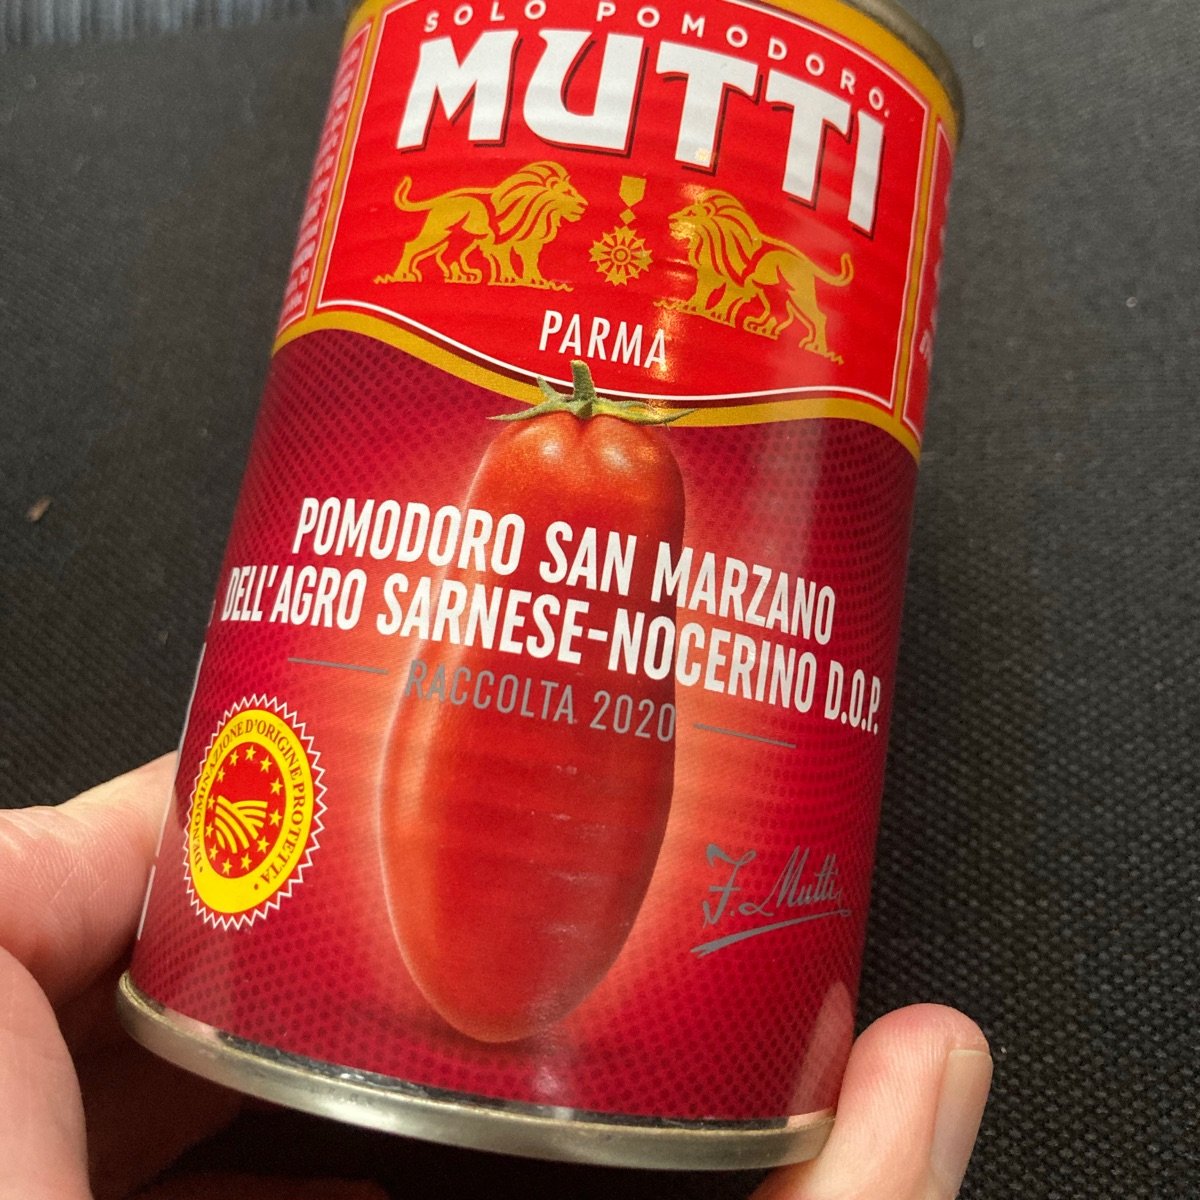 SOLO POMODORO.
MUTTI
PARMA
POMODORO SAN MARZANO
DELL'AGRO SARNESE-NOCERINO D.O.P.
RACCOLTA 2020
DENOMINAZIONE D'ORIGINE PROTETTA
F. Mutti